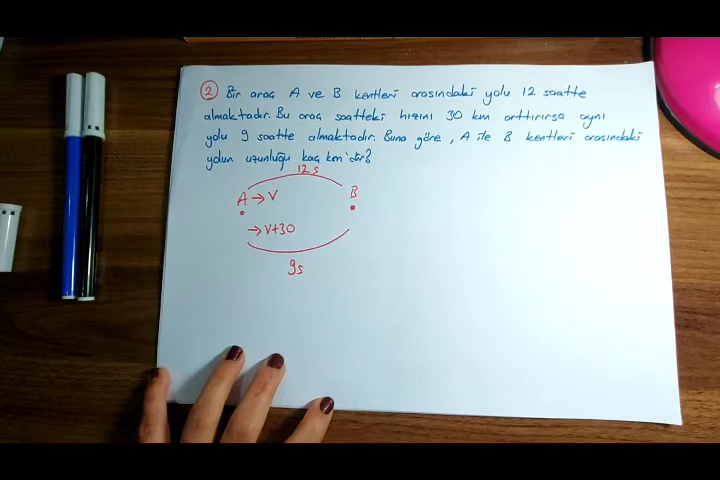 2 Bir araç A ve B kentleri arasındaki yolu 12 saatte
almaktadır. Bu araç saatteki hızını 30 km arttırırsa aynı
yolu 9 saatte almaktadır. Buna göre, A ile B kentleri arasındaki
yolun uzunluğu kaç km'dir?
12 s
A → V B
→ V+30
9s